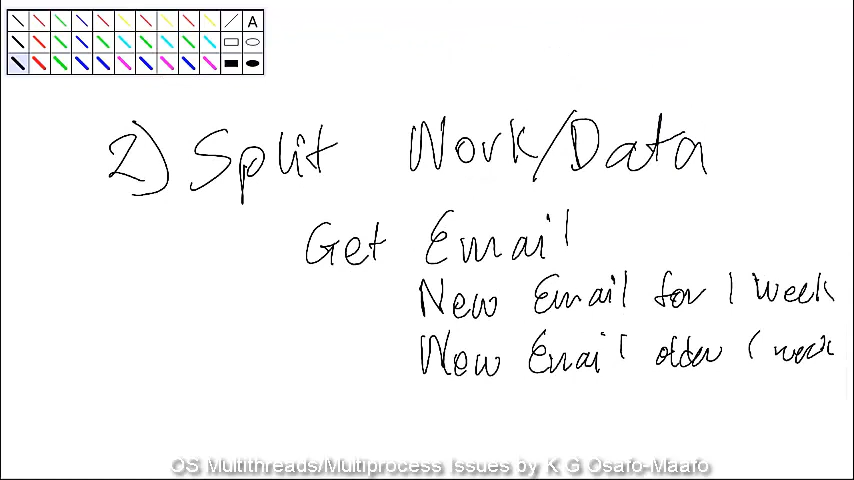 A
2) Split Work/Data
Get Email
New Email for 1 Week
New Email older 1 week
OS Multithreads/Multiprocess Issues by K G Osafo-Maafo